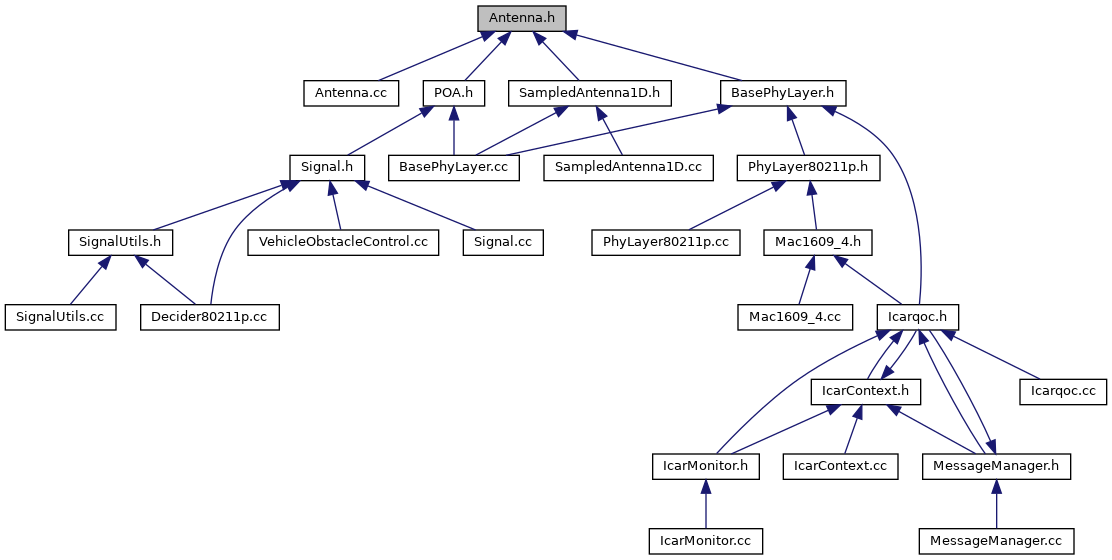 Antenna.h
Antenna.cc
POA.h
SampledAntenna1D.h
BasePhyLayer.h
Signal.h
BasePhyLayer.cc
SampledAntenna1D.cc
PhyLayer80211p.h
SignalUtils.h
VehicleObstacleControl.cc
Signal.cc
PhyLayer80211p.cc
Mac1609_4.h
SignalUtils.cc
Decider80211p.cc
Mac1609_4.cc
Icarqoc.h
IcarContext.h
Icarqoc.cc
IcarMonitor.h
IcarContext.cc
MessageManager.h
IcarMonitor.cc
MessageManager.cc